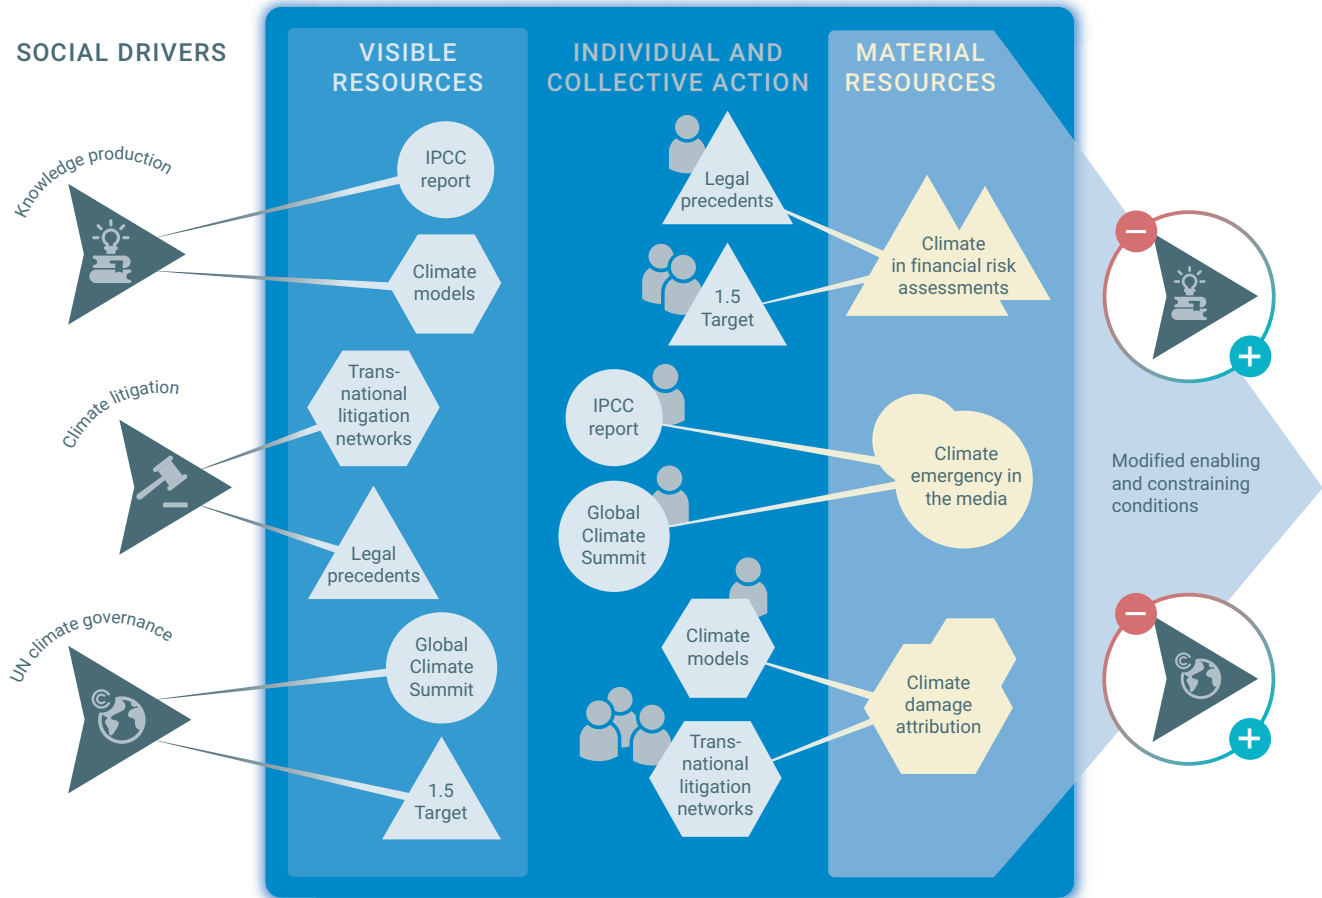 SOCIAL DRIVERS
VISIBLE
RESOURCES
INDIVIDUAL AND
COLLECTIVE ACTION
MATERIAL
RESOURCES
Knowledge production
IPCC
report
Climate
models
Climate litigation
Trans-
national
litigation
networks
Legal
precedents
UN climate governance
Global
Climate
Summit
1.5
Target
Legal
precedents
1.5
Target
IPCC
report
Global
Climate
Summit
Climate
models
Trans-
national
litigation
networks
Climate
in financial risk
assessments
Climate
emergency in
the media
Climate
damage
attribution
Modified enabling
and constraining
conditions